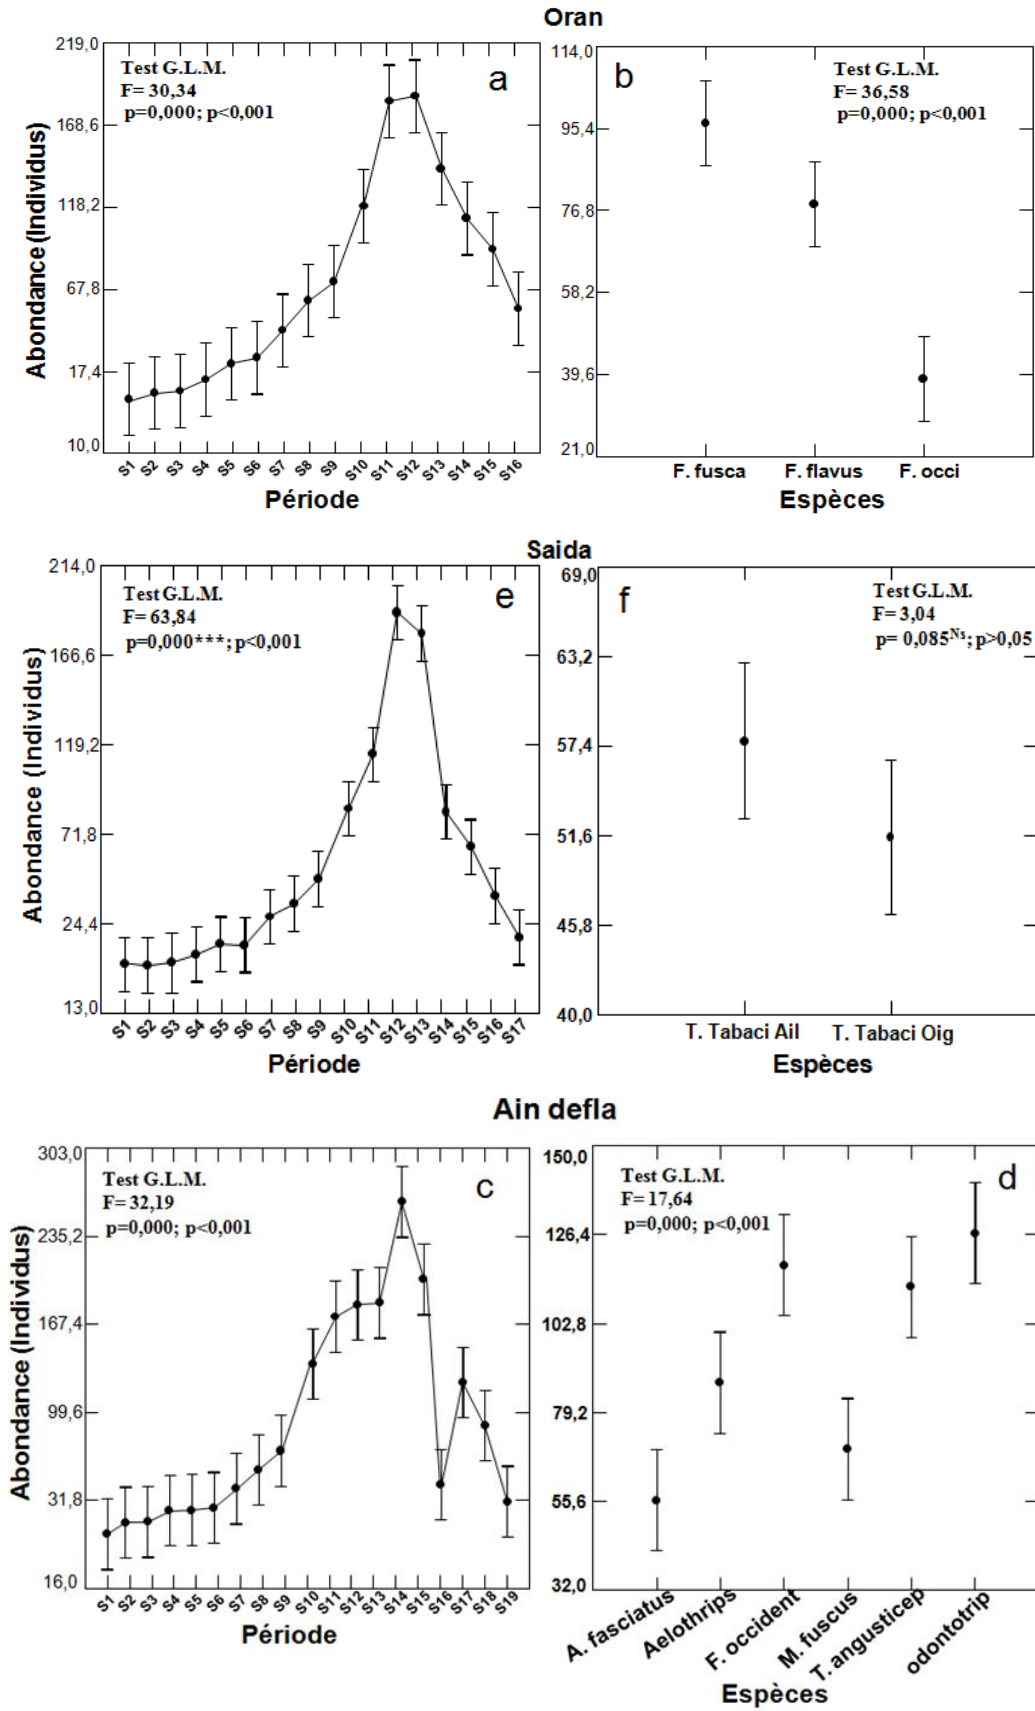 Oran
219,0
168,6
118,2
67,8
17,4
10,0
Abondance (Individus)
Test G.L.M.
F= 30,34
p=0,000; p<0,001
a
S1 S2 S3 S4 S5 S6 S7 S8 S9 S10 S11 S12 S13 S14 S15 S16
Période
114,0
95,4
76,8
58,2
39,6
21,0
b
Test G.L.M.
F= 36,58
p=0,000; p<0,001
F. fusca F. flavus F. occi
Espèces
Saida
214,0
166,6
119,2
71,8
24,4
13,0
Abondance (Individus)
Test G.L.M.
F= 63,84
p=0,000***; p<0,001
e
S1 S2 S3 S4 S5 S6 S7 S8 S9 S10 S11 S12 S13 S14 S15 S16 S17
Période
69,0
63,2
57,4
51,6
45,8
40,0
f
Test G.L.M.
F= 3,04
p= 0,085Ns; p>0,05
T. Tabaci Ail T. Tabaci Oig
Espèces
Ain defla
303,0
235,2
167,4
99,6
31,8
16,0
Abondance (Individus)
Test G.L.M.
F= 32,19
p=0,000; p<0,001
c
S1 S2 S3 S4 S5 S6 S7 S8 S9 S10 S11 S12 S13 S14 S15 S16 S17 S18 S19
Période
150,0
126,4
102,8
79,2
55,6
32,0
Test G.L.M.
F= 17,64
p=0,000; p<0,001
d
A. fasciatus Aelothrips F. occident M. fuscus T. angusticep odontotrip
Espèces